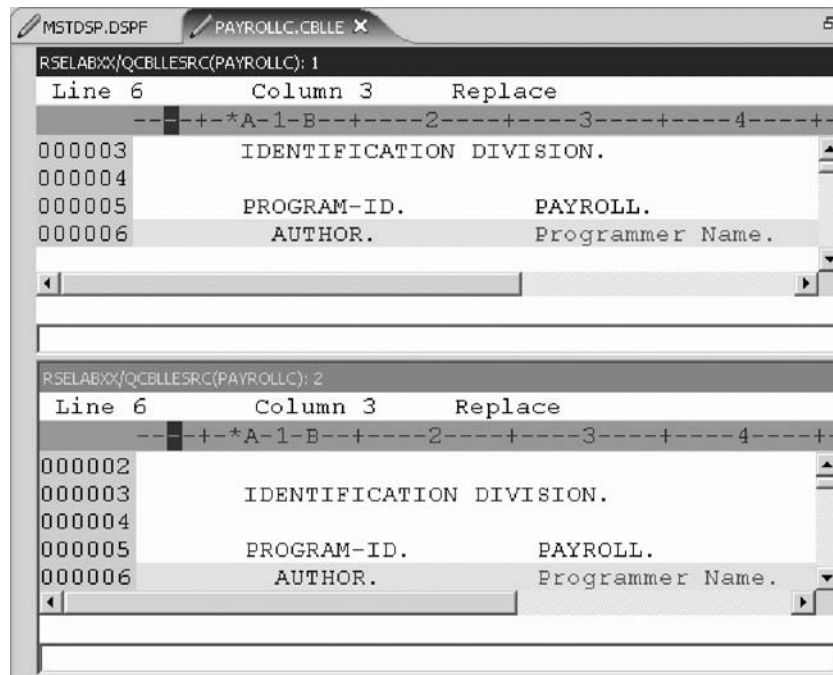 MSTDSP.DSPF PAYROLLC.CBLLE
RSELABXX/QCBLLESRC(PAYROLLC): 1
Line 6 Column 3 Replace
-----+-*A-1-B--+----2----+----3----+----4----+-
000003 IDENTIFICATION DIVISION.
000004
000005 PROGRAM-ID. PAYROLL.
000006 AUTHOR. Programmer Name.
RSELABXX/QCBLLESRC(PAYROLLC): 2
Line 6 Column 3 Replace
-----+-*A-1-B--+----2----+----3----+----4----+-
000002
000003 IDENTIFICATION DIVISION.
000004
000005 PROGRAM-ID. PAYROLL.
000006 AUTHOR. Programmer Name.